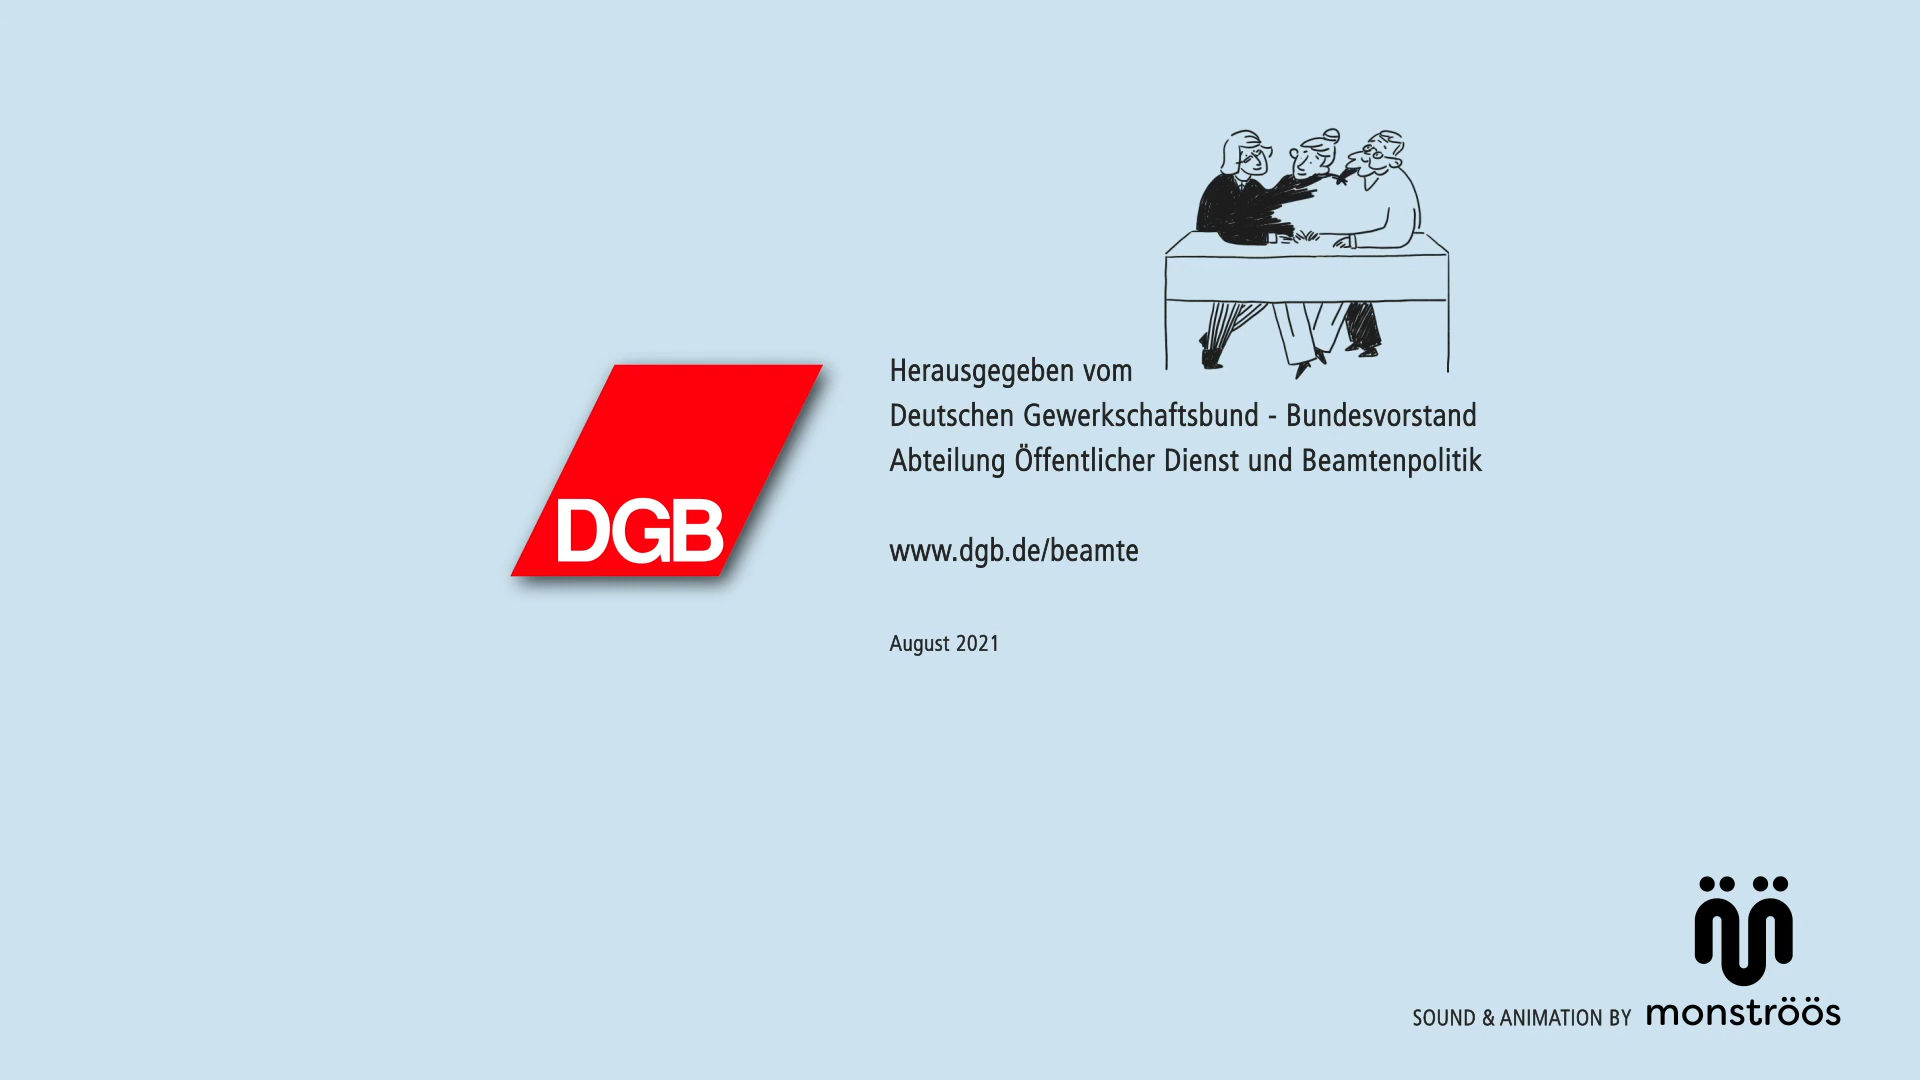 Herausgegeben vom
Deutschen Gewerkschaftsbund - Bundesvorstand
Abteilung Öffentlicher Dienst und Beamtenpolitik
DGB
www.dgb.de/beamte
August 2021
SOUND & ANIMATION BY monströös